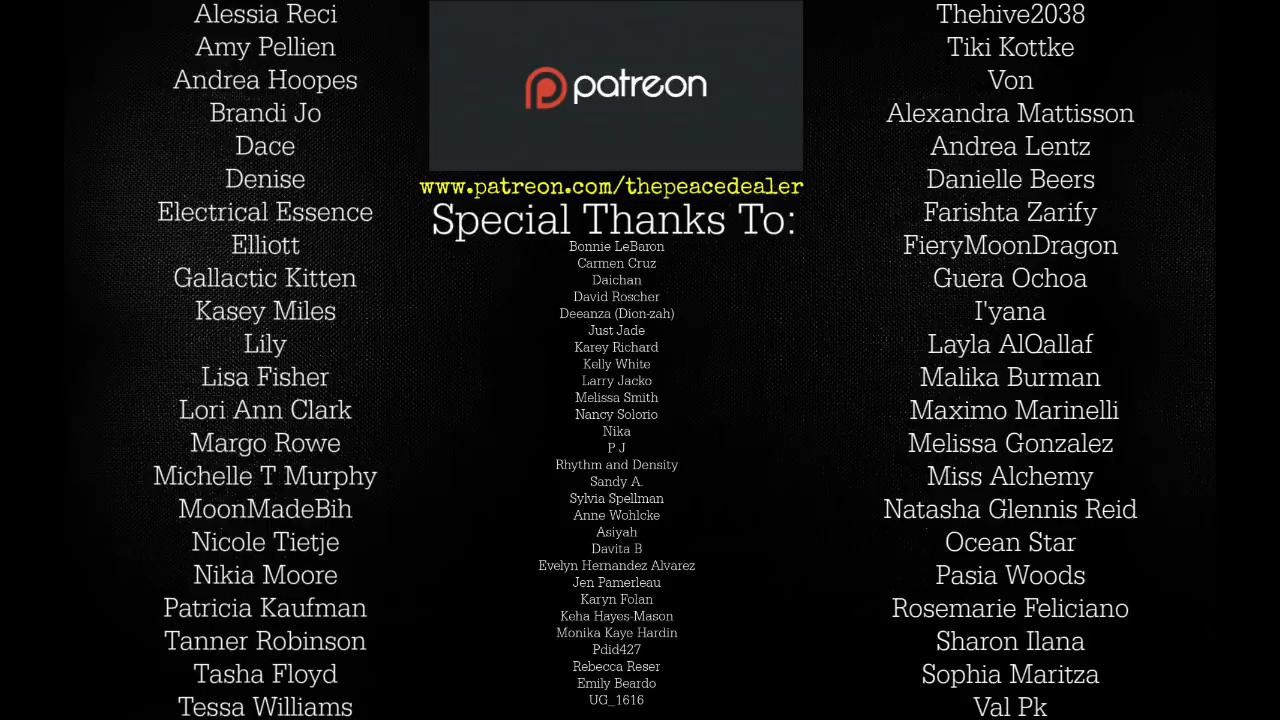 Alessia Reci
Amy Pellien
Andrea Hoopes
Brandi Jo
Dace
Denise
Electrical Essence
Elliott
Gallactic Kitten
Kasey Miles
Lily
Lisa Fisher
Lori Ann Clark
Margo Rowe
Michelle T Murphy
MoonMadeBih
Nicole Tietje
Nikia Moore
Patricia Kaufman
Tanner Robinson
Tasha Floyd
Tessa Williams
patreon
www.patreon.com/thepeacedealer
Special Thanks To:
Bonnie LeBaron
Carmen Cruz
Daichan
David Roscher
Deeanza (Dion-zah)
Just Jade
Karey Richard
Kelly White
Larry Jacko
Melissa Smith
Nancy Solorio
Nika
P J
Rhythm and Density
Sandy A.
Sylvia Spellman
Anne Wohlcke
Asiyah
Davita B
Evelyn Hernandez Alvarez
Jen Pamerleau
Karyn Folan
Keha Hayes-Mason
Monika Kaye Hardin
Pdid427
Rebecca Reser
Emily Beardo
UG_1616
Thehive2038
Tiki Kottke
Von
Alexandra Mattisson
Andrea Lentz
Danielle Beers
Farishta Zarify
FieryMoonDragon
Guera Ochoa
I'yana
Layla AlQallaf
Malika Burman
Maximo Marinelli
Melissa Gonzalez
Miss Alchemy
Natasha Glennis Reid
Ocean Star
Pasia Woods
Rosemarie Feliciano
Sharon Ilana
Sophia Maritza
Val Pk